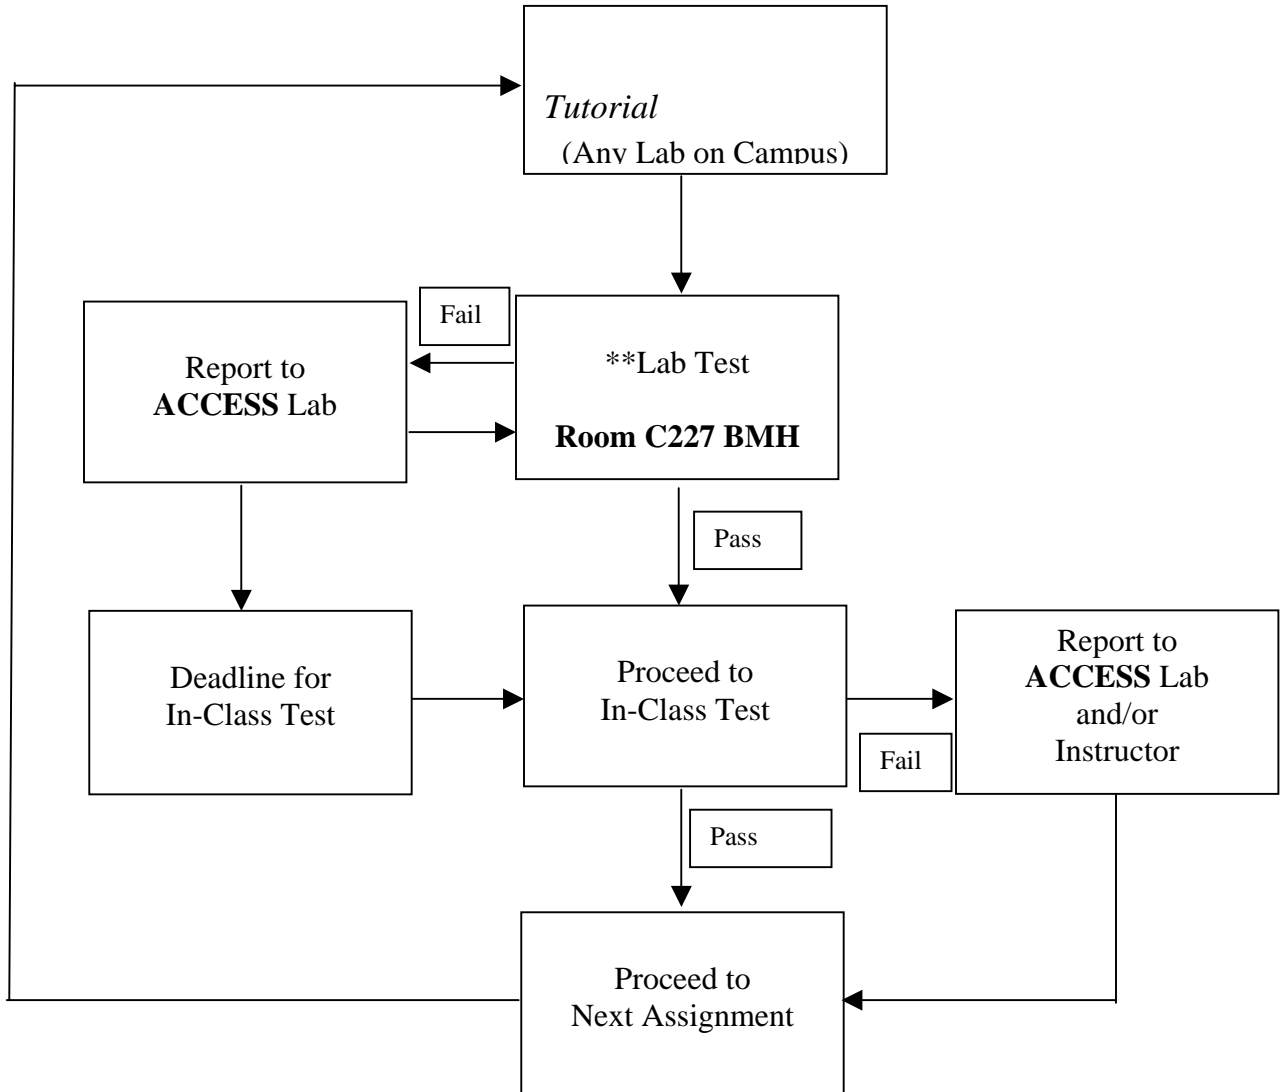 Tutorial
(Any Lab on Campus)
Fail
Report to
ACCESS Lab
**Lab Test
Room C227 BMH
Pass
Deadline for
In-Class Test
Proceed to
In-Class Test
Report to
ACCESS Lab
and/or
Instructor
Fail
Pass
Proceed to
Next Assignment